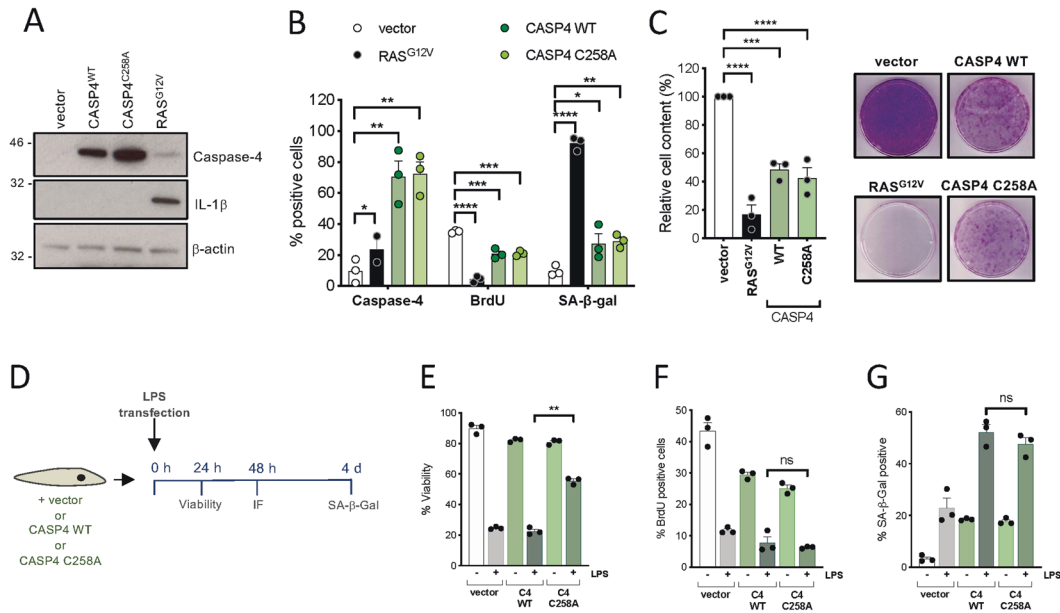 A
vector
CASP4WT
CASP4C258A
RASG12V
46 -
Caspase-4
32 -
IL-1β
32 -
β-actin
B
vector
RASG12V
CASP4 WT
CASP4 C258A
% positive cells
120
100
80
60
40
20
0
**
**
*
***
***
****
**
*
****
Caspase-4
BrdU
SA-β-gal
C
Relative cell content (%)
120
100
80
60
40
20
0
****
***
****
vector
RASG12V
WT
C258A
CASP4
vector
CASP4 WT
RASG12V
CASP4 C258A
D
LPS
transfection
0 h
24 h
48 h
4 d
Viability
IF
SA-β-Gal
+ vector
or
CASP4 WT
or
CASP4 C258A
E
% Viability
100
80
60
40
20
0
**
- + - + - + LPS
vector
C4
WT
C4
C258A
F
% BrdU positive cells
50
40
30
20
10
0
ns
- + - + - + LPS
vector
C4
WT
C4
C258A
G
% SA-β-Gal positive
60
40
20
0
ns
- + - + - + LPS
vector
C4
WT
C4
C258A